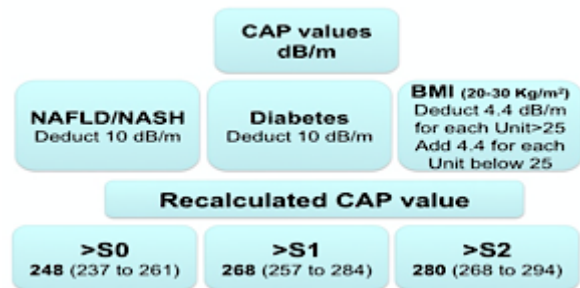 CAP values
dB/m
NAFLD/NASH
Deduct 10 dB/m
Diabetes
Deduct 10 dB/m
BMI (20-30 Kg/m²)
Deduct 4.4 dB/m
for each Unit>25
Add 4.4 for each
Unit below 25
Recalculated CAP value
>S0
248 (237 to 261)
>S1
268 (257 to 284)
>S2
280 (268 to 294)